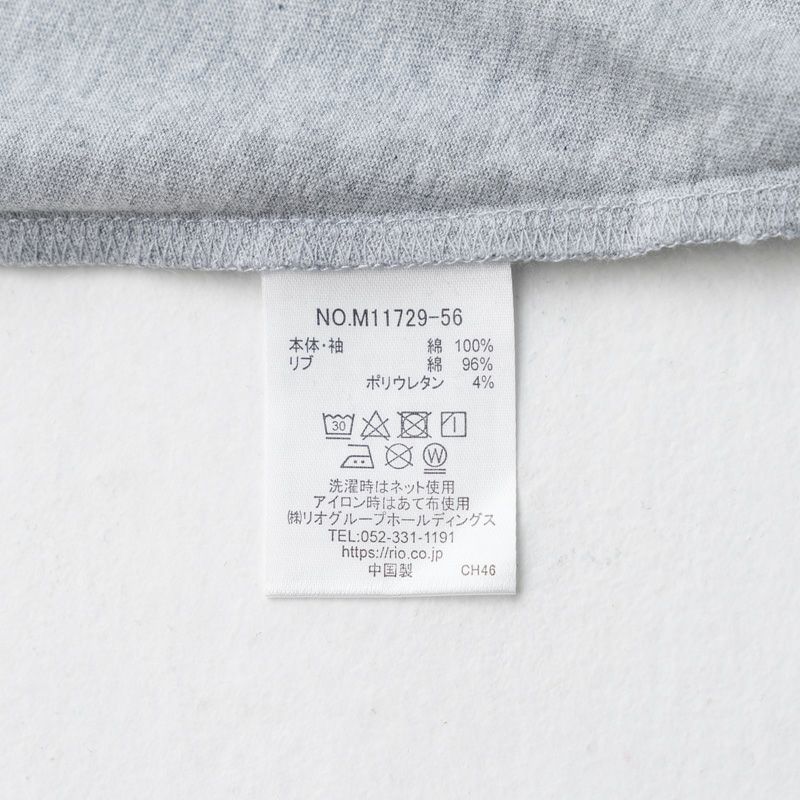 NO.M11729-56
本体・袖 綿 100%
リブ 綿 96%
ポリウレタン 4%
30
W
洗濯時はネット使用
アイロン時はあて布使用
㈱リオグループホールディングス
TEL:052-331-1191
https://rio.co.jp
中国製 CH46